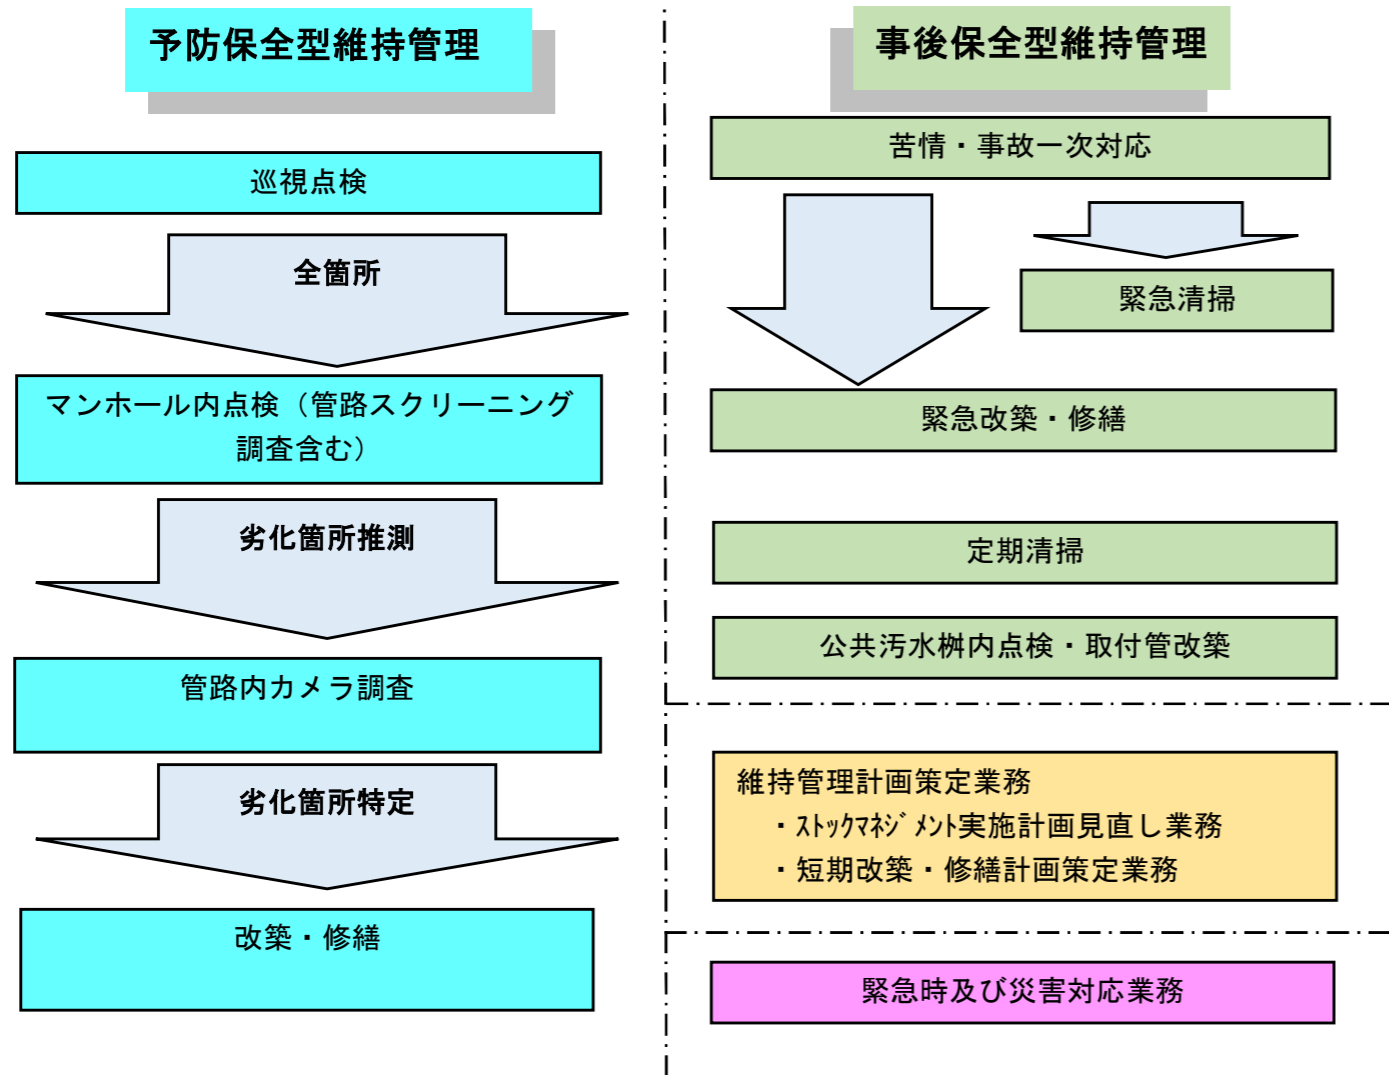 予防保全型維持管理
巡視点検
全箇所
マンホール内点検（管路スクリーニング
調査含む）
劣化箇所推測
管路内カメラ調査
劣化箇所特定
改築・修繕
事後保全型維持管理
苦情・事故一次対応
緊急清掃
緊急改築・修繕
定期清掃
公共汚水桝内点検・取付管改築
維持管理計画策定業務
・ｽﾄｯｸﾏﾈｼﾞﾒﾝﾄ実施計画見直し業務
・短期改築・修繕計画策定業務
緊急時及び災害対応業務